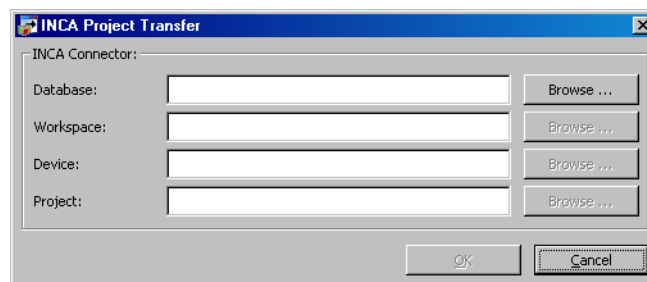 INCA Project Transfer
INCA Connector:
Database: Browse ...
Workspace: Browse ...
Device: Browse ...
Project: Browse ...
OK Cancel